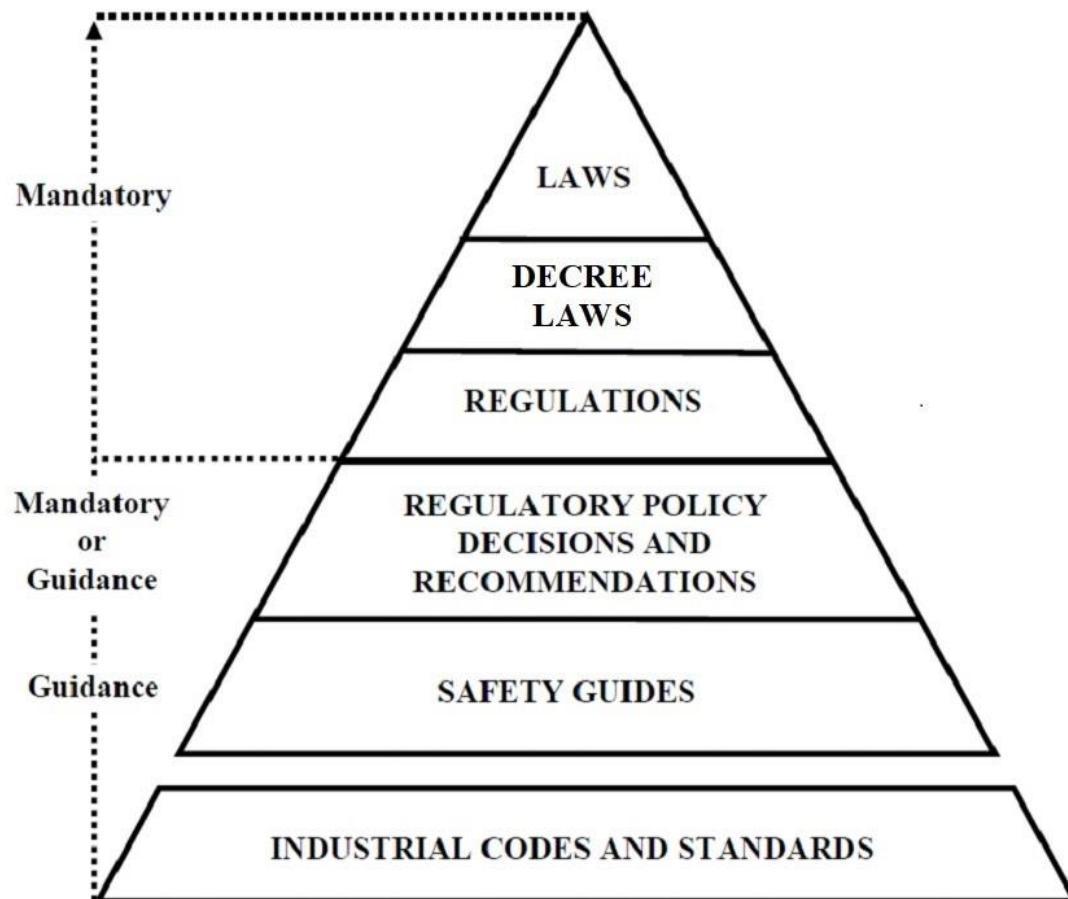 LAWS
Mandatory
DECREE
LAWS
REGULATIONS
Mandatory
or
Guidance
REGULATORY POLICY
DECISIONS AND
RECOMMENDATIONS
Guidance
SAFETY GUIDES
INDUSTRIAL CODES AND STANDARDS